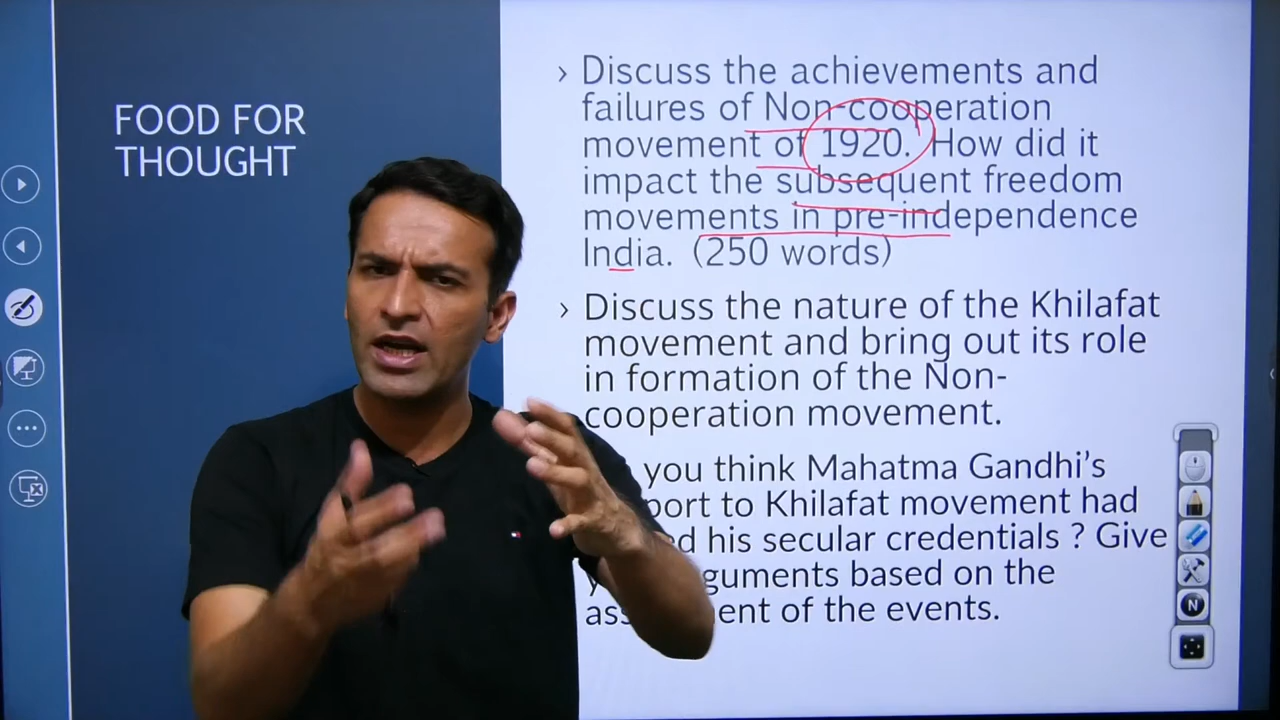 FOOD FOR
THOUGHT
› Discuss the achievements and
failures of Non-cooperation
movement of 1920. How did it
impact the subsequent freedom
movements in pre-independence
India. (250 words)
› Discuss the nature of the Khilafat
movement and bring out its role
in formation of the Non-
cooperation movement.
you think Mahatma Gandhi's
to Khilafat movement had
his secular credentials ? Give
based on the
of the events.
N